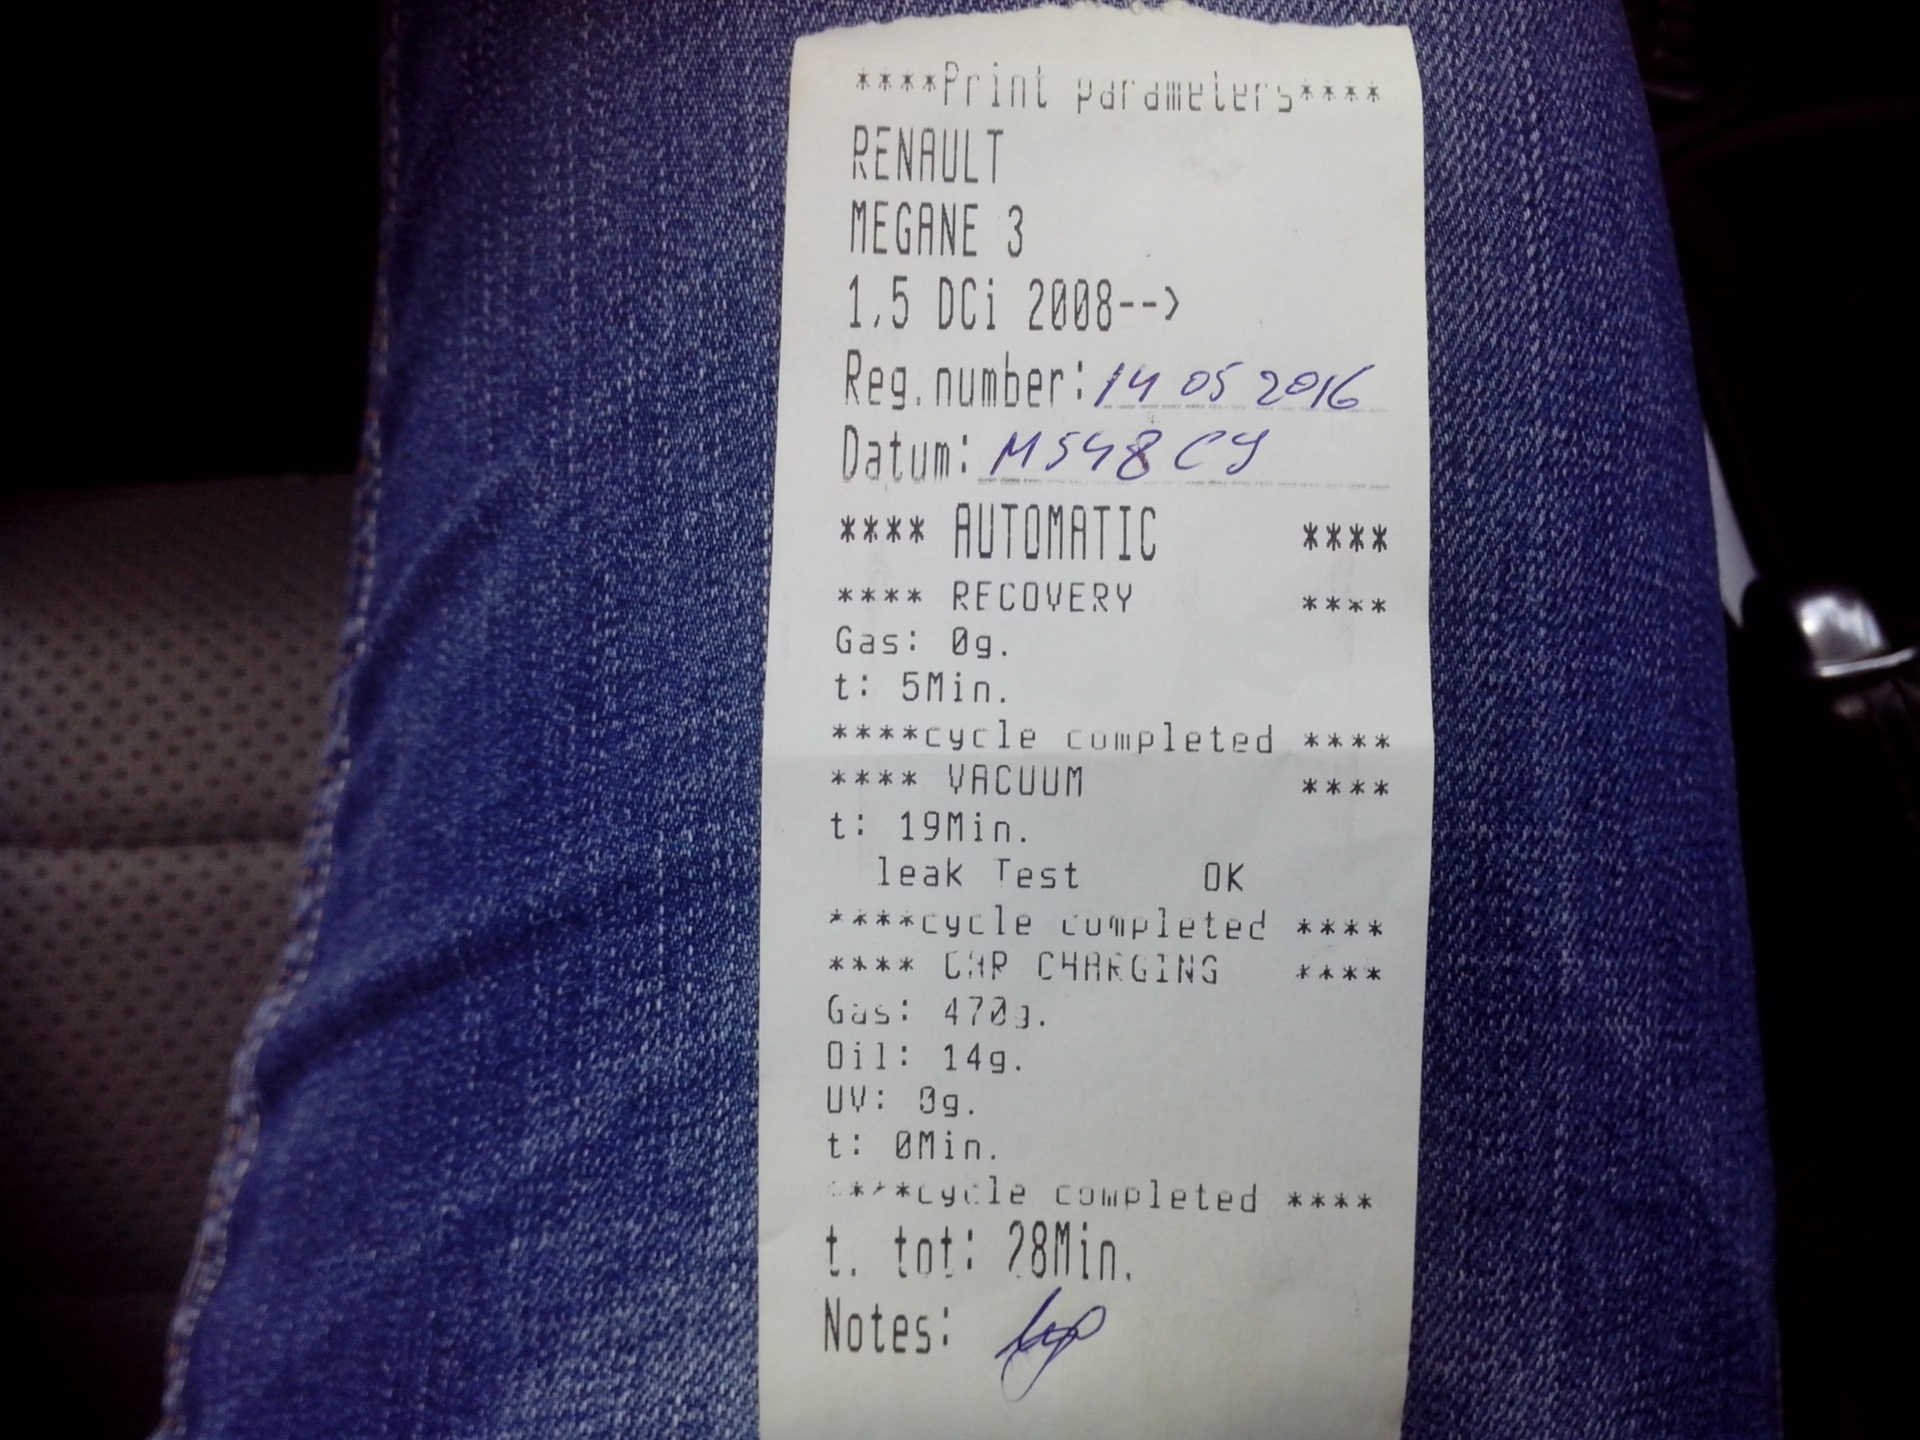 ****Print parameters****
RENAULT
MEGANE 3
1,5 DCi 2008-->
Reg.number: 14 05 2016
Datum: M548CY
**** AUTOMATIC ****
**** RECOVERY ****
Gas: 0g.
t: 5Min.
****cycle completed ****
**** VACUUM ****
t: 19Min.
leak Test OK
****cycle completed ****
**** CAR CHARGING ****
Gas: 470g.
Oil: 14g.
UV: 0g.
t: 0Min.
****cycle completed ****
t. tot: 28Min.
Notes: